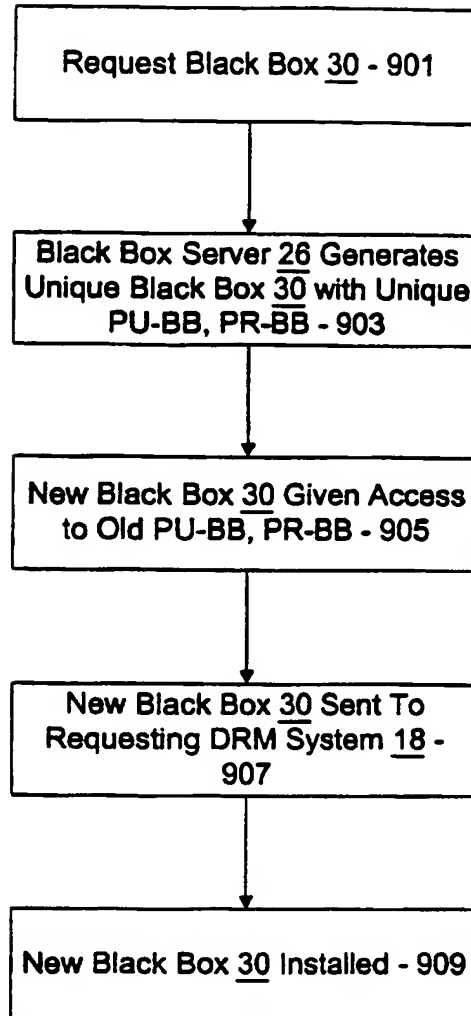 Request Black Box 30 - 901
Black Box Server 26 Generates
Unique Black Box 30 with Unique
PU-BB, PR-BB - 903
New Black Box 30 Given Access
to Old PU-BB, PR-BB - 905
New Black Box 30 Sent To
Requesting DRM System 18 -
907
New Black Box 30 Installed - 909